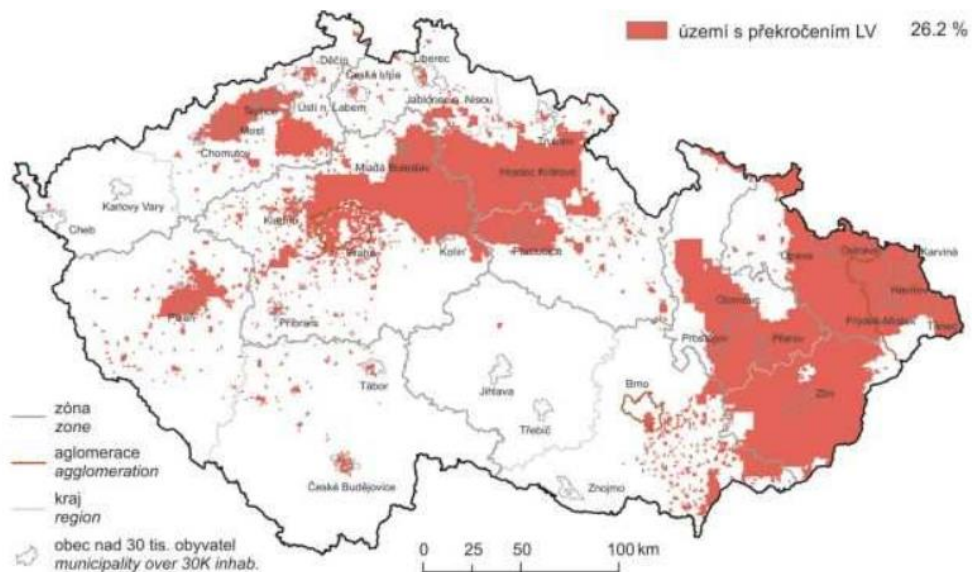 území s překročením LV 26.2 %
Děčín
Liberec
Česká Lípa
Jablonec n. Nisou
Ústí n. Labem
Most
Chomutov
Trutnov
Mladá Boleslav
Hradec Králové
Karlovy Vary
Cheb
Kladno
Praha
Kolín
Pardubice
Opava
Ostrava
Karviná
Havířov
Plzeň
Olomouc
Frýdek-Místek
Třinec
Příbram
Prostějov
Přerov
Tábor
Jihlava
Brno
Zlín
Třebíč
České Budějovice
Znojmo
zóna
zone
aglomerace
agglomeration
kraj
region
obec nad 30 tis. obyvatel
municipality over 30K inhab.
0 25 50 100 km